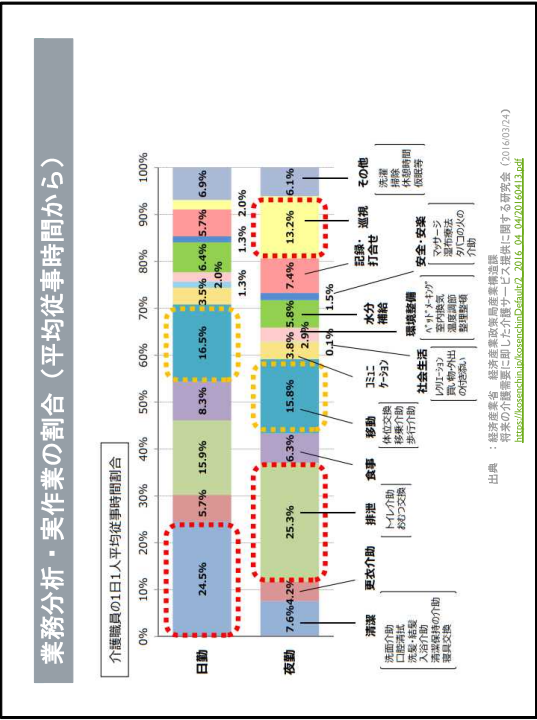 業務分析・実作業の割合（平均従事時間から）
介護職員の1日1人平均従事時間割合
0% 10% 20% 30% 40% 50% 60% 70% 80% 90% 100%
日勤
24.5% 5.7% 15.9% 8.3% 16.5% 3.5% 1.3% 2.0% 6.4% 1.3% 5.7% 2.0% 6.9%
夜勤
7.6% 4.2% 25.3% 6.3% 15.8% 3.8% 0.1% 2.9% 5.8% 1.5% 7.4% 13.2% 6.1%
清潔
洗面介助
口腔清拭
洗髪・結髪
入浴介助
清潔保持の介助
寝具交換
更衣介助
排泄
トイレ介助
おむつ交換
食事
移動
体位交換
移乗介助
歩行介助
コミュニ
ケーション
社会生活
レクリエーション
買い物・外出
の付き添い
環境整備
ベッドメーキング
室内換気
温度調節
整理整頓
水分
補給
安全・安楽
マッサージ
湿布療法
タバコの火の
介助
記録・
打合せ
巡視
その他
洗濯
掃除
休憩時間
仮眠等
出典 ：経済産業省 経済産業政策局産業構造課
将来の介護需要に即した介護サービス提供に関する研究会（2016/03/24）
https://kosenchin.jp/kosenchinDefault/2_2016_04_04/20160413.pdf